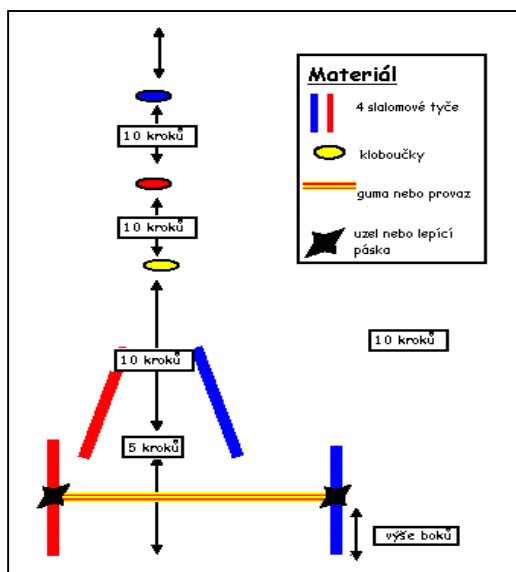 Materiál
4 slalomové tyče
kloboučky
guma nebo provaz
uzel nebo lepící
páska
10 kroků
10 kroků
10 kroků
10 kroků
5 kroků
výše boků